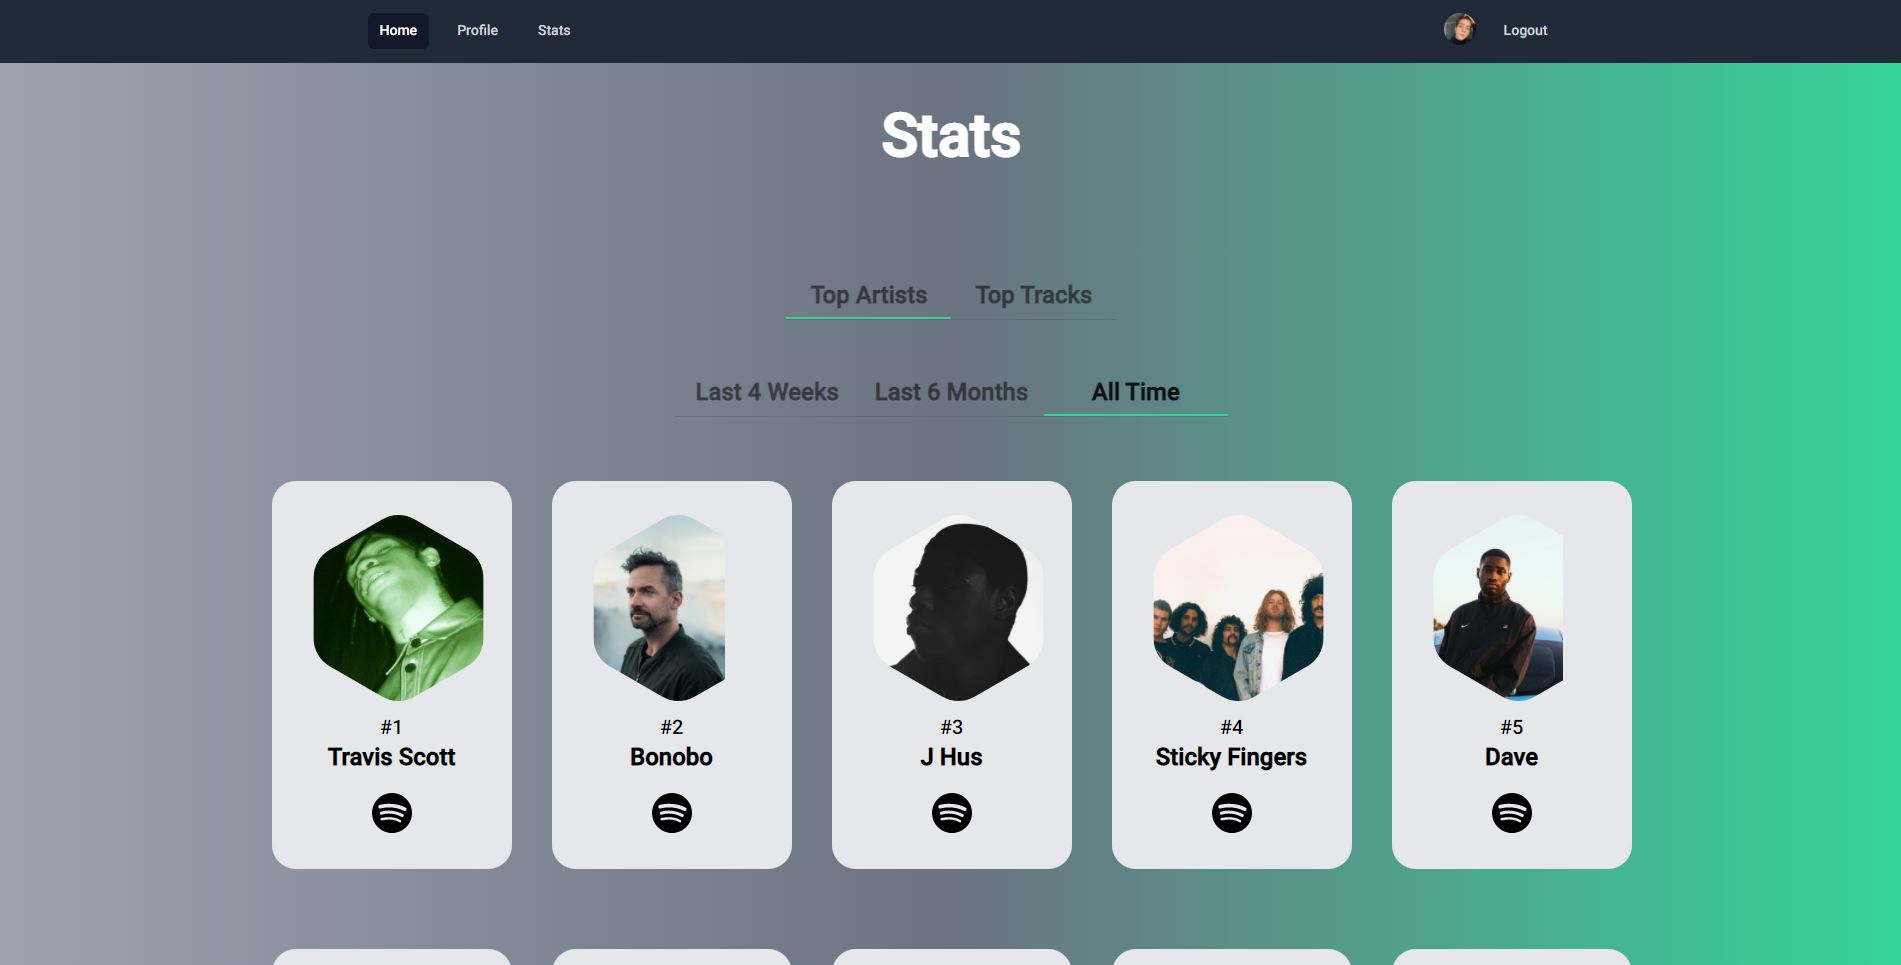 Home Profile Stats Logout
Stats
Top Artists Top Tracks
Last 4 Weeks Last 6 Months All Time
#1 #2 #3 #4 #5
Travis Scott Bonobo J Hus Sticky Fingers Dave